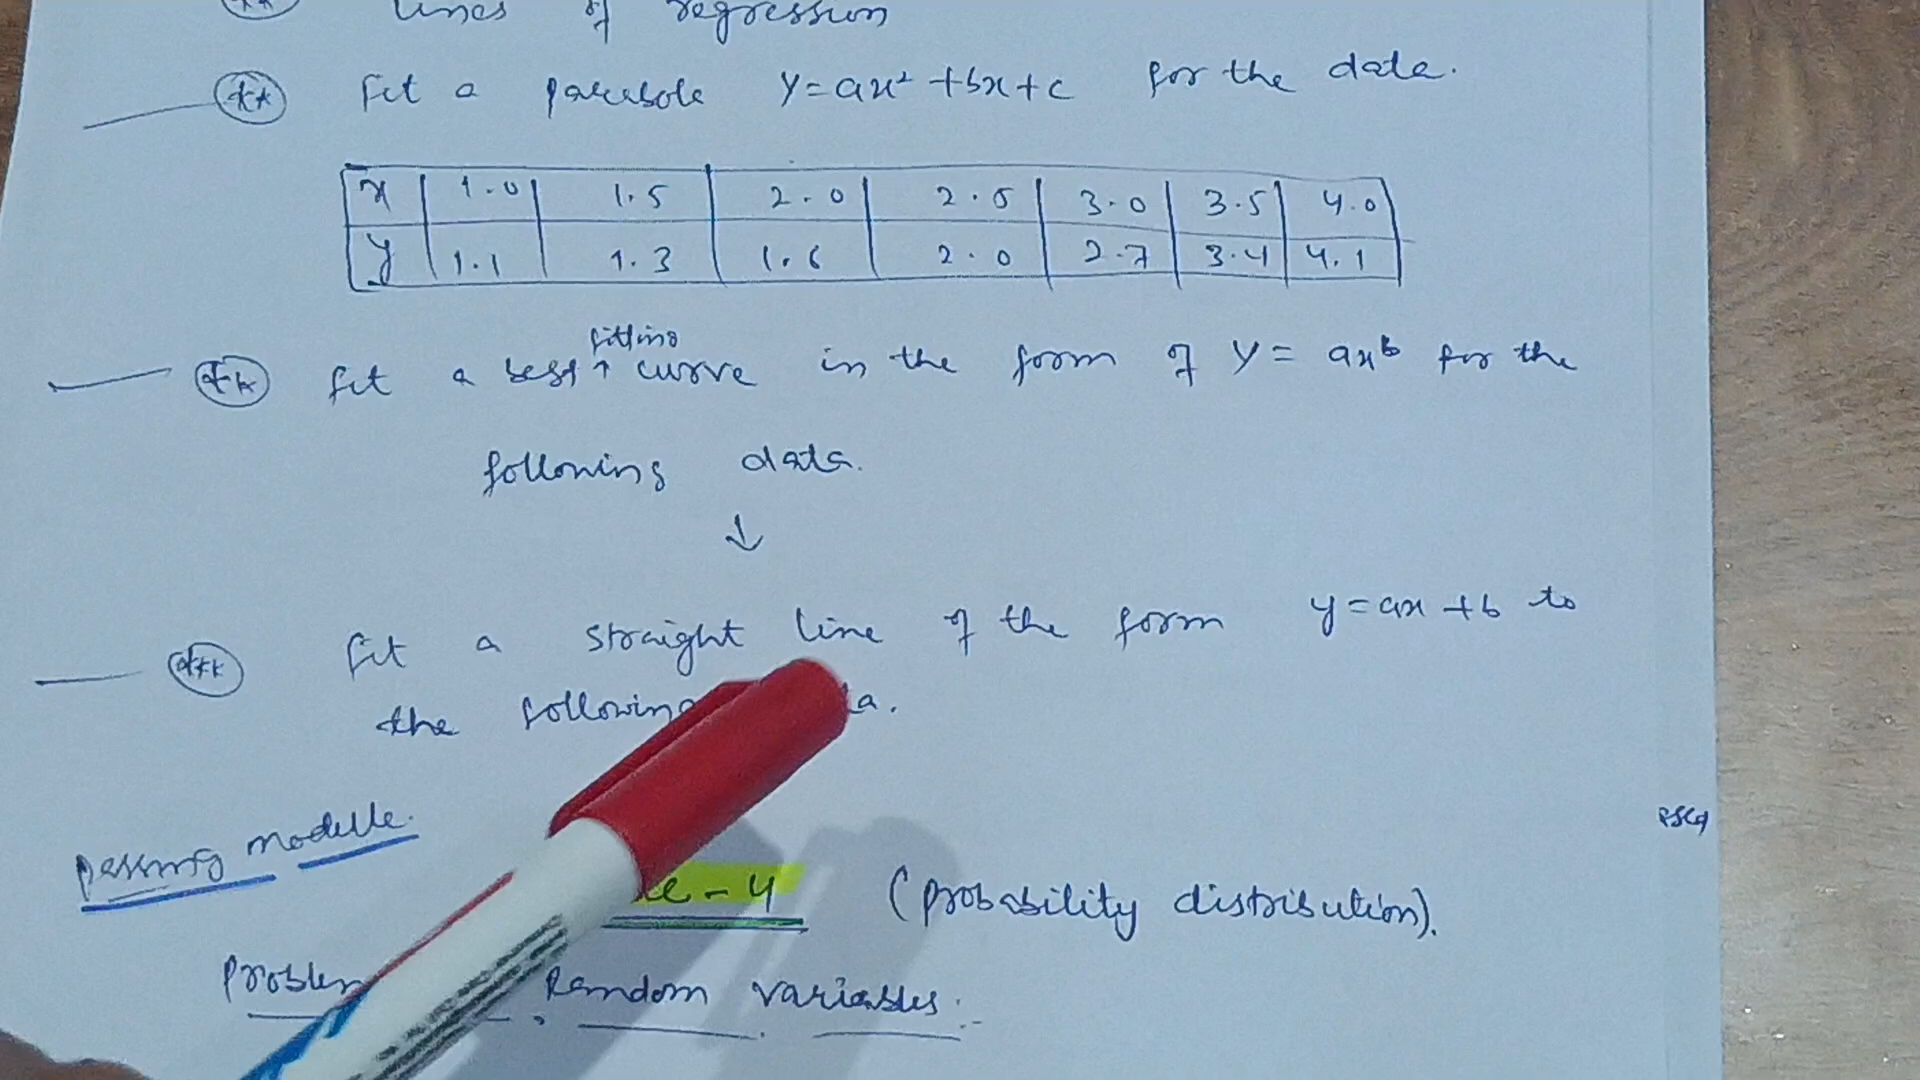 lines of regression
** Fit a parabola y=ax²+bx+c for the data.
x 1.0 1.5 2.0 2.5 3.0 3.5 4.0
y 1.1 1.3 1.6 2.0 2.7 3.4 4.1
fitting
** fit a best ↑ curve in the form of y= axᵇ for the
following data.
↓
*** fit a straight line of the form y=ax+b to
the following
passing module.
- 4 (probability distribution).
Random variables.